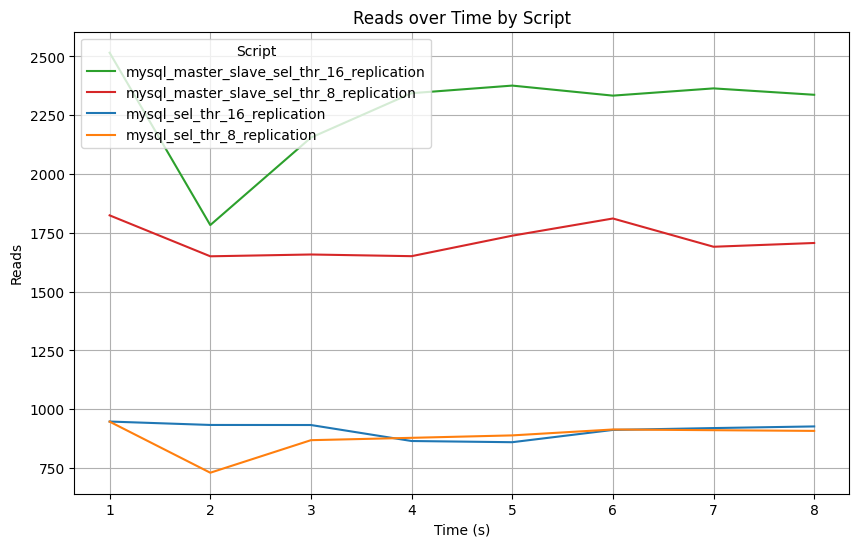 Reads over Time by Script
Script
mysql_master_slave_sel_thr_16_replication
mysql_master_slave_sel_thr_8_replication
mysql_sel_thr_16_replication
mysql_sel_thr_8_replication
Reads
2500
2250
2000
1750
1500
1250
1000
750
1 2 3 4 5 6 7 8
Time (s)